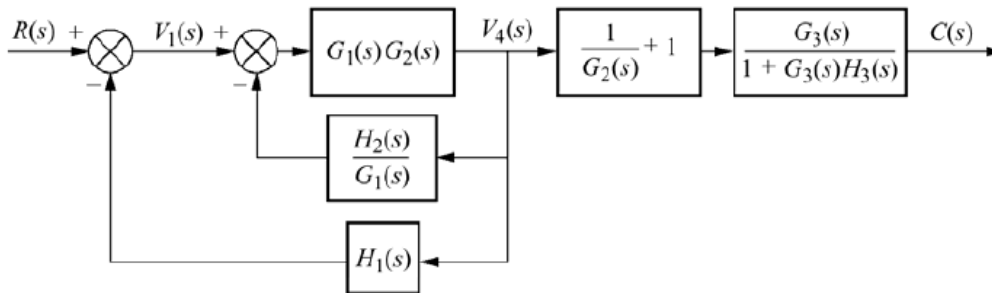 R(s) +
−
V₁(s) +
−
G₁(s)G₂(s)
V₄(s)
1
G₂(s)
+ 1
G₃(s)
1 + G₃(s)H₃(s)
C(s)
H₂(s)
G₁(s)
H₁(s)